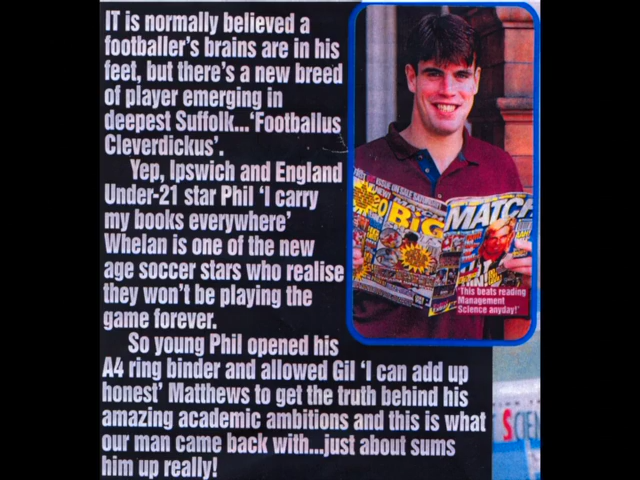 IT is normally believed a
footballer's brains are in his
feet, but there's a new breed
of player emerging in
deepest Suffolk...'Footballus
Cleverdickus'.
Yep, Ipswich and England
Under-21 star Phil 'I carry
my books everywhere'
Whelan is one of the new
age soccer stars who realise
they won't be playing the
game forever.
So young Phil opened his
A4 ring binder and allowed Gil 'I can add up
honest' Matthews to get the truth behind his
amazing academic ambitions and this is what
our man came back with...just about sums
him up really!
BiG
MATCH
'This beats reading
Management
Science anyday!'